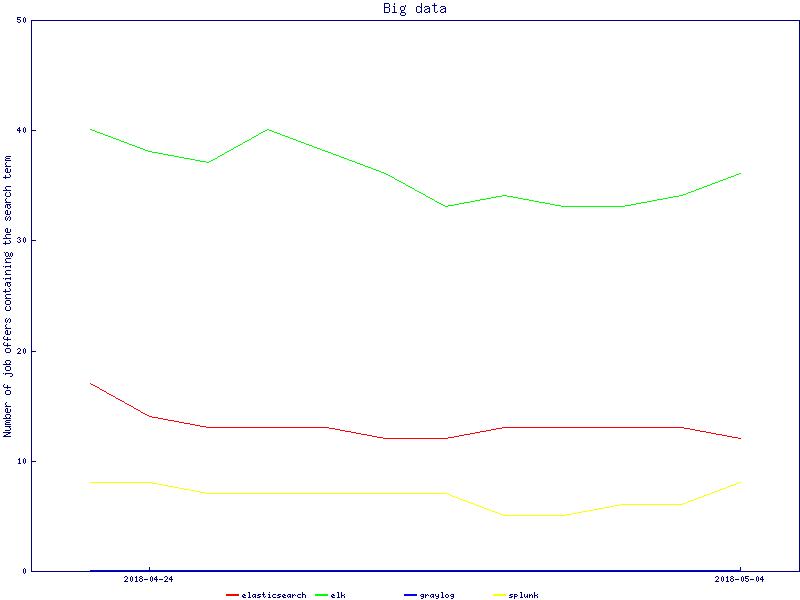 Big data
50
40
30
20
10
0
Number of job offers containing the search term
2018-04-24 2018-05-04
elasticsearch elk graylog splunk